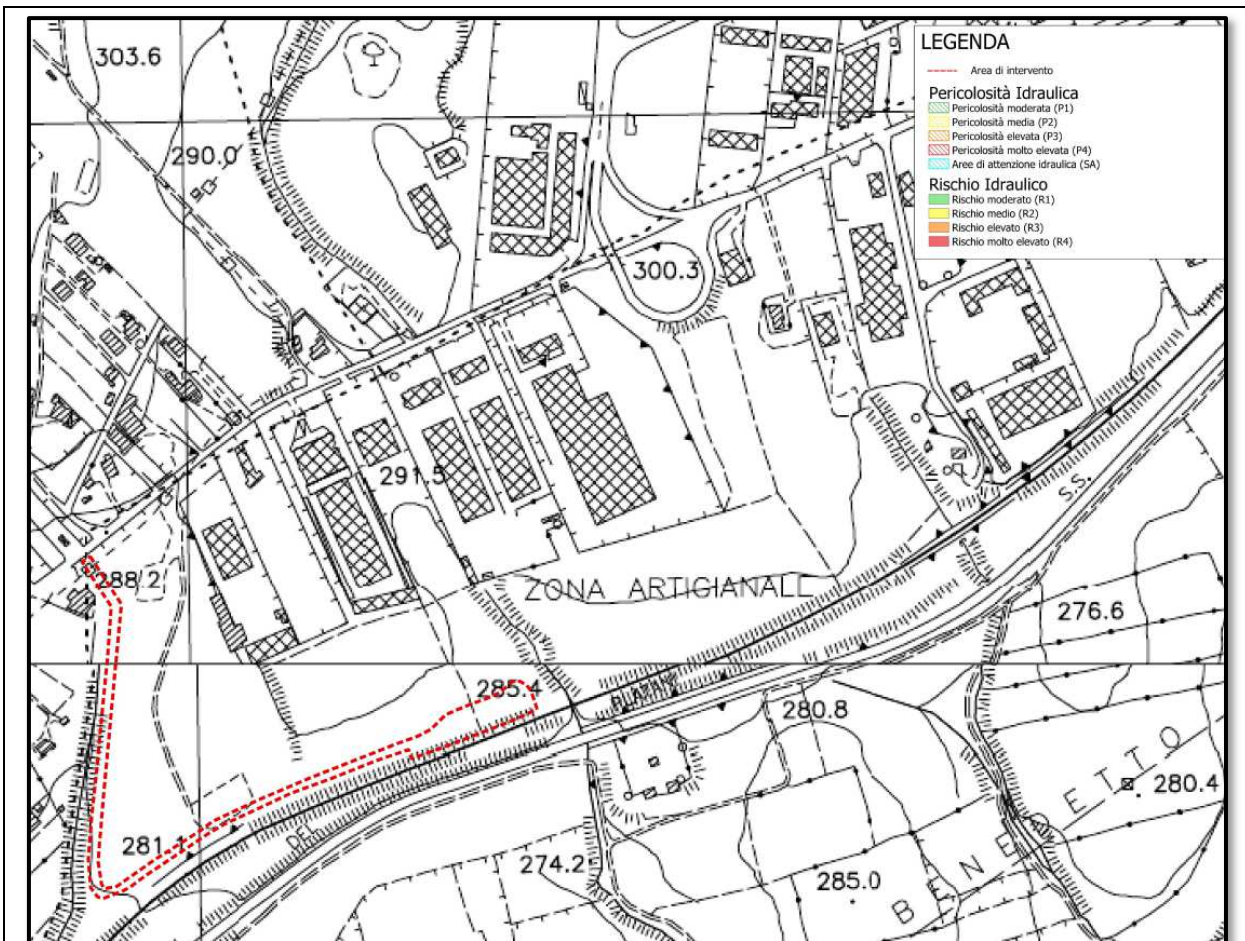 303.6
LEGENDA
Area di intervento
Pericolosità Idraulica
Pericolosità moderata (P1)
Pericolosità media (P2)
Pericolosità elevata (P3)
Pericolosità molto elevata (P4)
Aree di attenzione idraulica (SA)
Rischio Idraulico
Rischio moderato (R1)
Rischio medio (R2)
Rischio elevato (R3)
Rischio molto elevato (R4)
290.0
300.3
291.5
S.S.
288.2
ZONA ARTIGIANALE
276.6
285.4
280.8
280.4
281.1
DEL
274.2
285.0